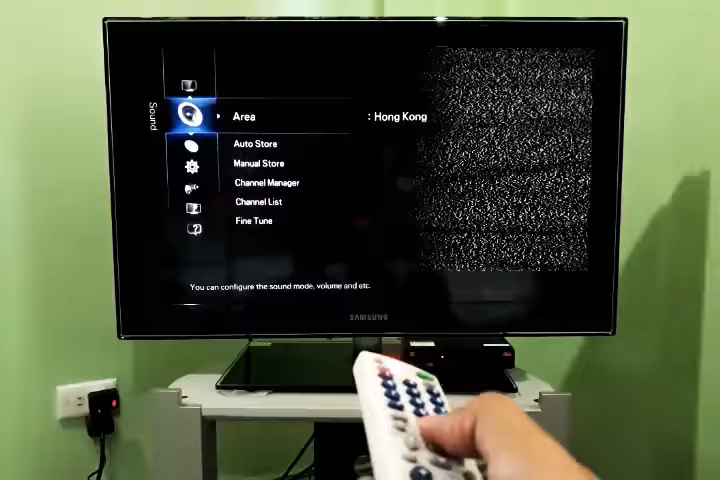 Sound
Area : Hong Kong
Auto Store
Manual Store
Channel Manager
Channel List
Fine Tune
You can configure the sound mode, volume and etc.
SAMSUNG